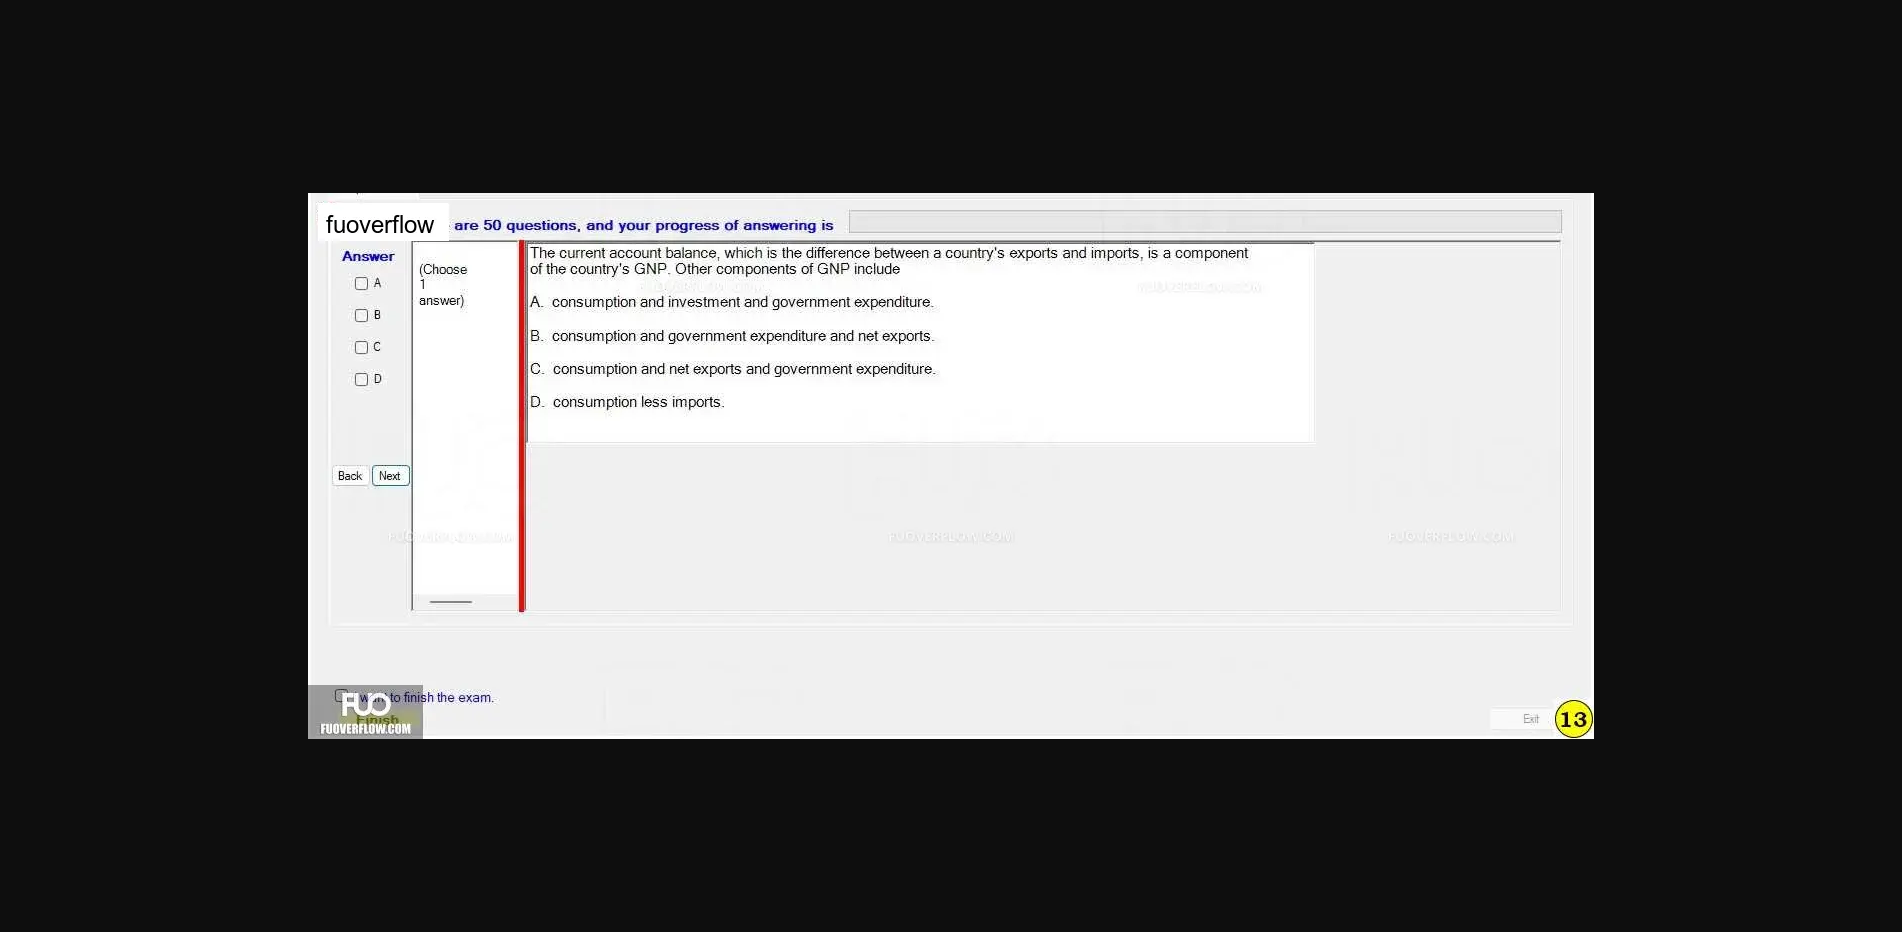 fuoverflow are 50 questions, and your progress of answering is
Answer
A
B
C
D
Back Next
(Choose
1
answer)
The current account balance, which is the difference between a country's exports and imports, is a component
of the country's GNP. Other components of GNP include
A. consumption and investment and government expenditure.
B. consumption and government expenditure and net exports.
C. consumption and net exports and government expenditure.
D. consumption less imports.
FUOVERFLOW.COM
FUOVERFLOW.COM
FUOVERFLOW.COM
FUOVERFLOW.COM
want to finish the exam.
FUO
Finish
FUOVERFLOW.COM
Exit
13